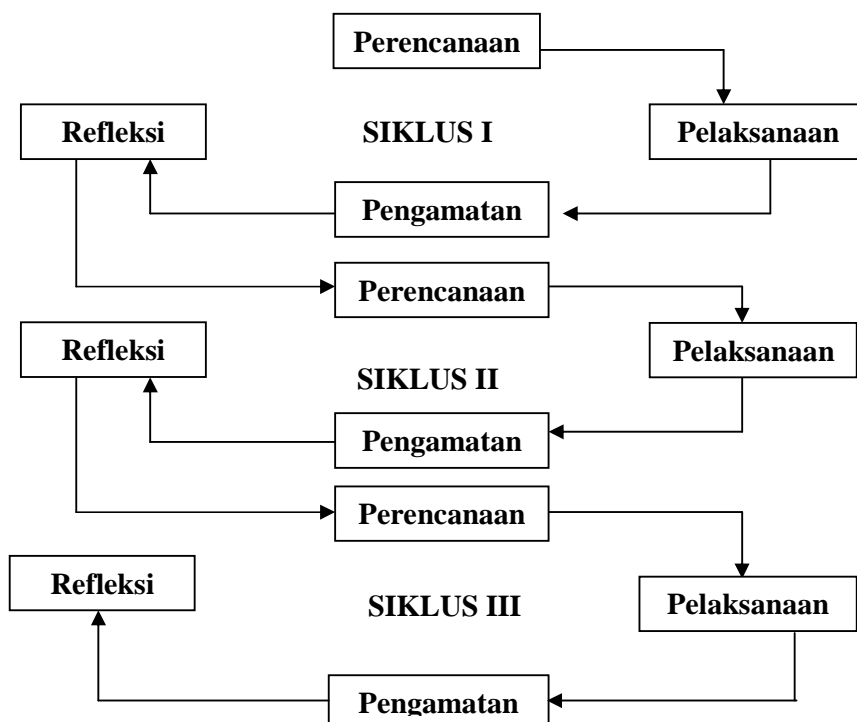 Perencanaan
Refleksi
SIKLUS I
Pelaksanaan
Pengamatan
Perencanaan
Refleksi
SIKLUS II
Pelaksanaan
Pengamatan
Perencanaan
Refleksi
SIKLUS III
Pelaksanaan
Pengamatan